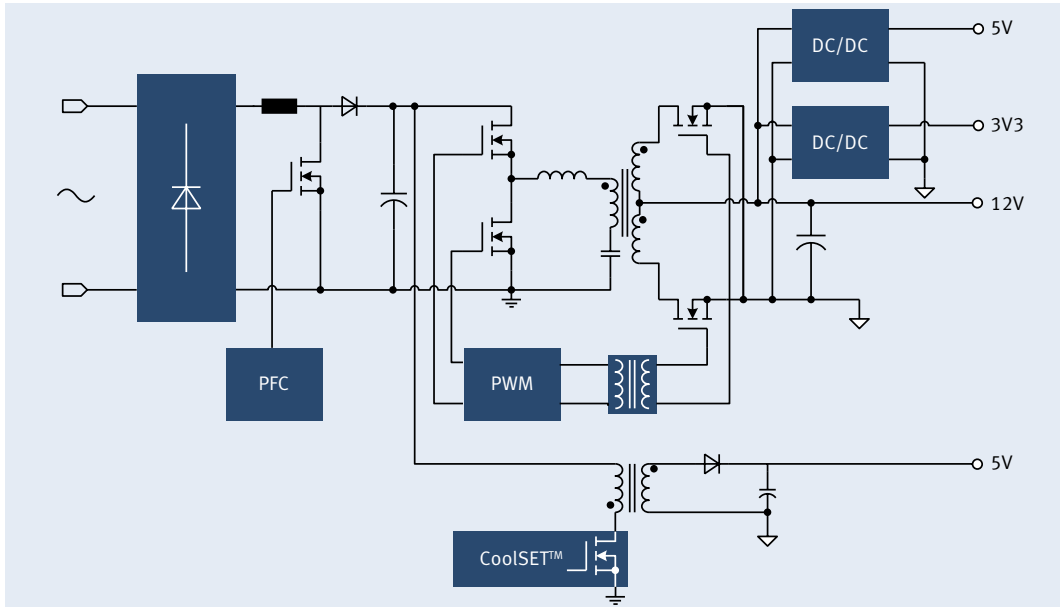 DC/DC
5V
DC/DC
3V3
12V
PFC
PWM
5V
CoolSET™